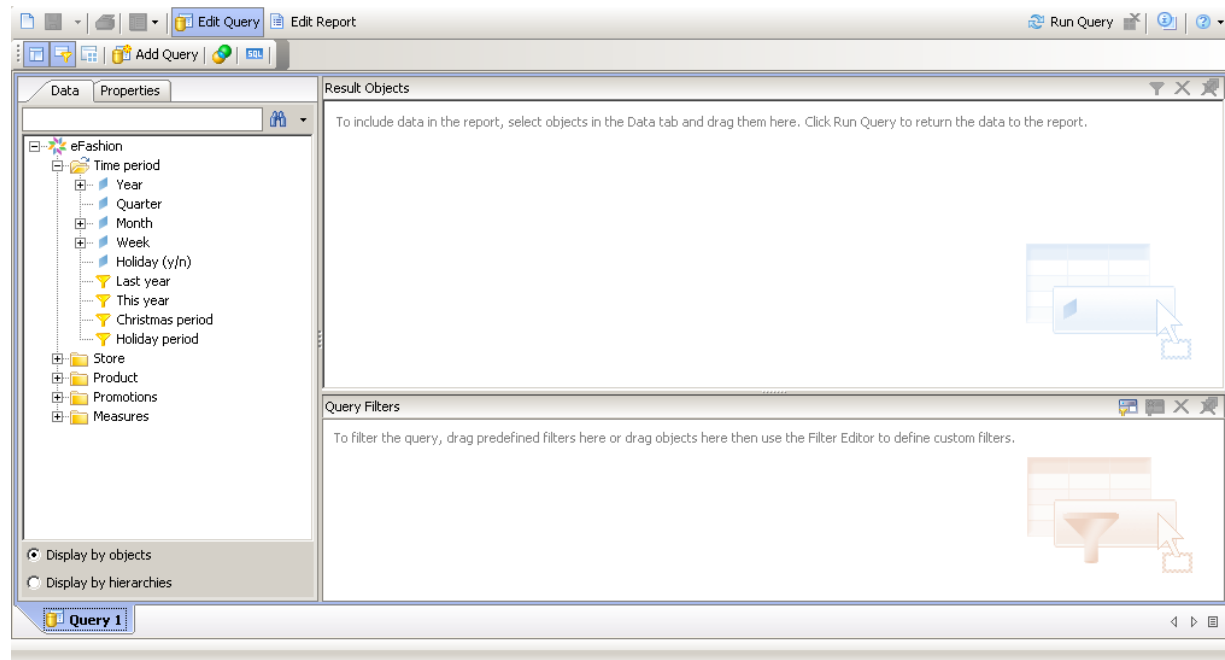 Edit Query Edit Report Run Query
Add Query SQL
Data Properties
eFashion
Time period
Year
Quarter
Month
Week
Holiday (y/n)
Last year
This year
Christmas period
Holiday period
Store
Product
Promotions
Measures
Display by objects
Display by hierarchies
Result Objects
To include data in the report, select objects in the Data tab and drag them here. Click Run Query to return the data to the report.
Query Filters
To filter the query, drag predefined filters here or drag objects here then use the Filter Editor to define custom filters.
Query 1